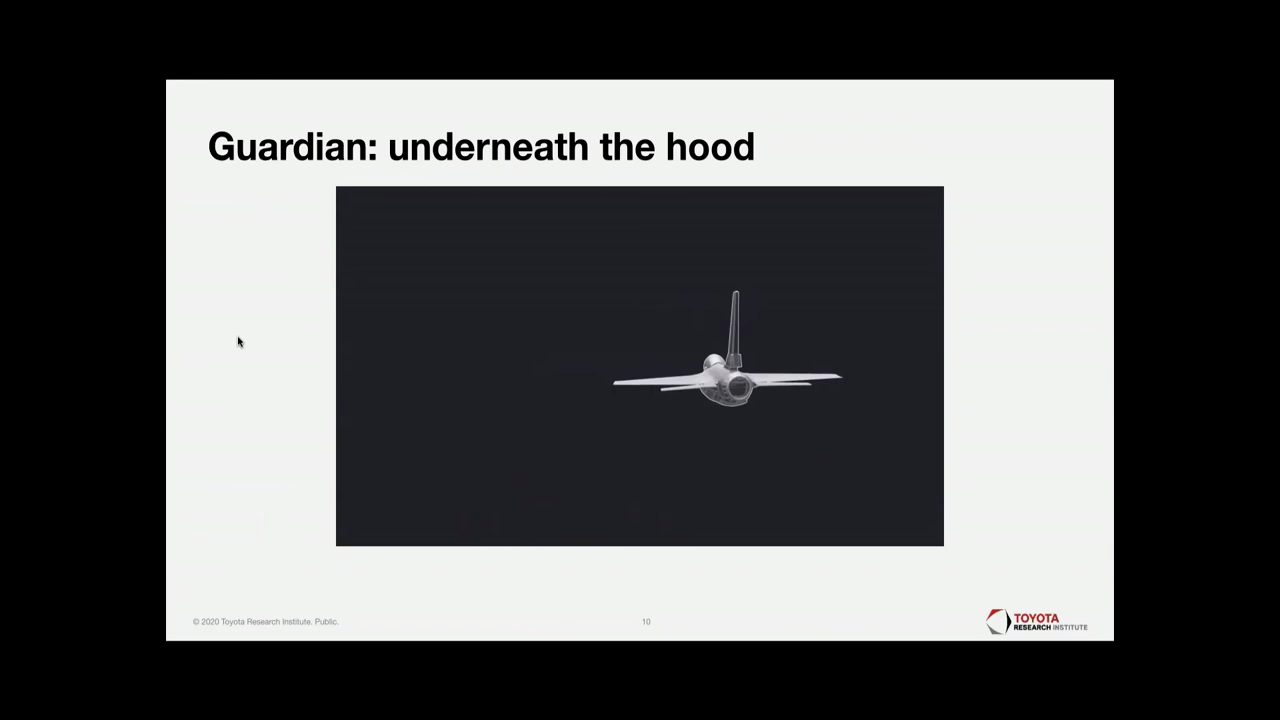 Guardian: underneath the hood
© 2020 Toyota Research Institute. Public.
10
TOYOTA
RESEARCH INSTITUTE